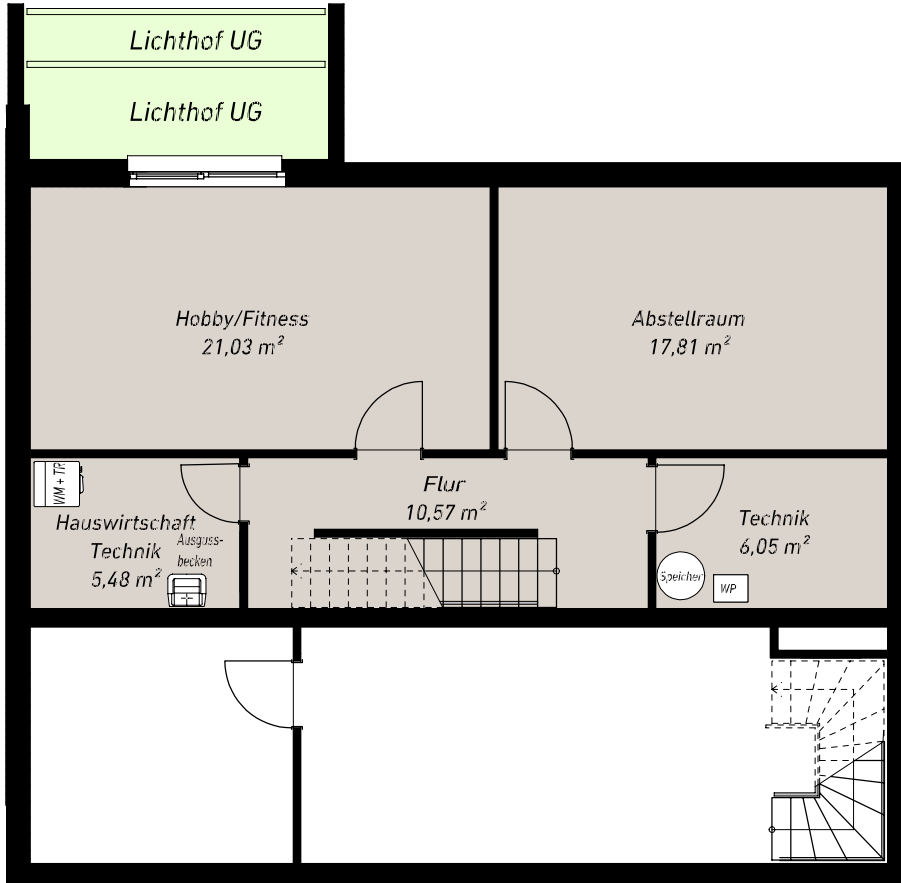 Lichthof UG
Lichthof UG
Hobby/Fitness
21,03 m²
Abstellraum
17,81 m²
WM + TR
Flur
10,57 m²
Hauswirtschaft
Technik
5,48 m²
Ausguss-
becken
Technik
6,05 m²
Speicher
WP